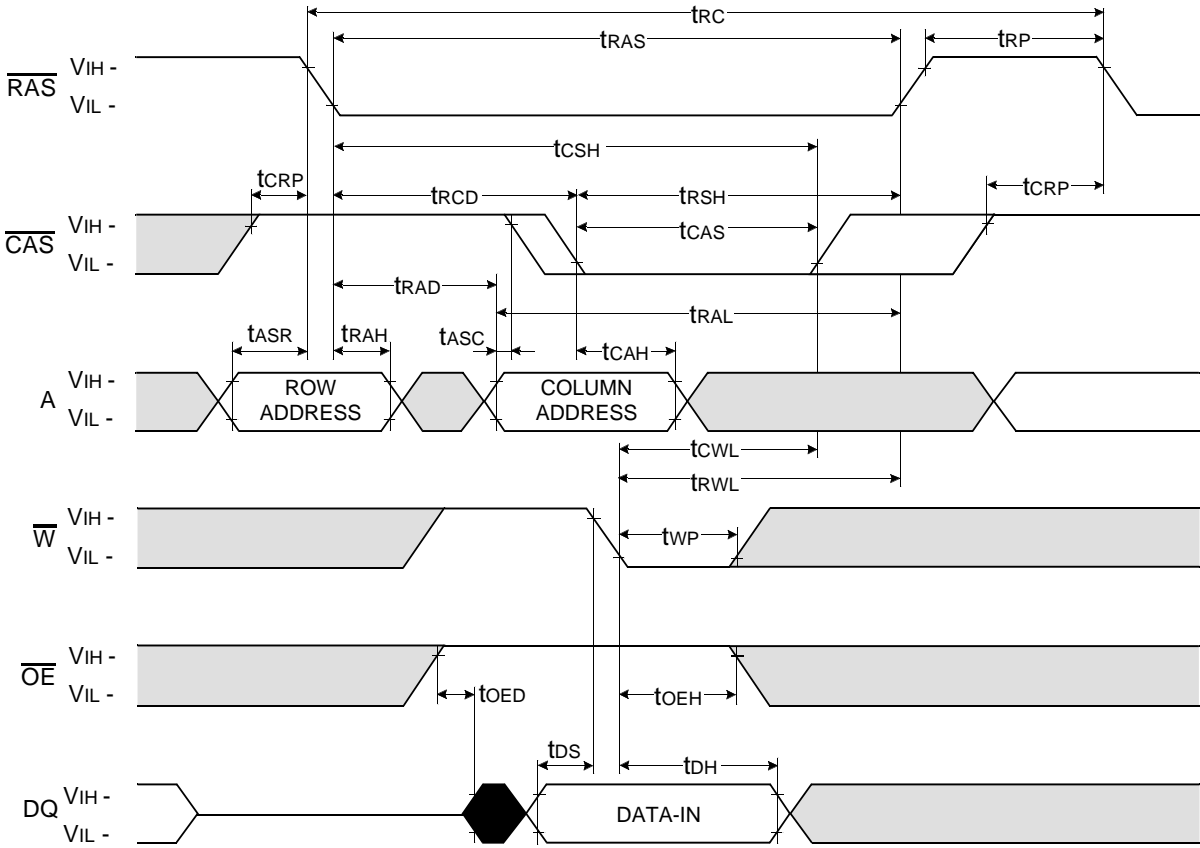 tRC
tRAS
tRP
RAS
VIH -
VIL -
tCSH
tCRP
tRCD
tRSH
tCRP
CAS
VIH -
VIL -
tCAS
tRAD
tRAL
tASR
tRAH
tASC
tCAH
A
VIH -
VIL -
ROW
ADDRESS
COLUMN
ADDRESS
tCWL
tRWL
W
VIH -
VIL -
tWP
OE
VIH -
VIL -
tOED
tOEH
tDS
tDH
DQ
VIH -
VIL -
DATA-IN